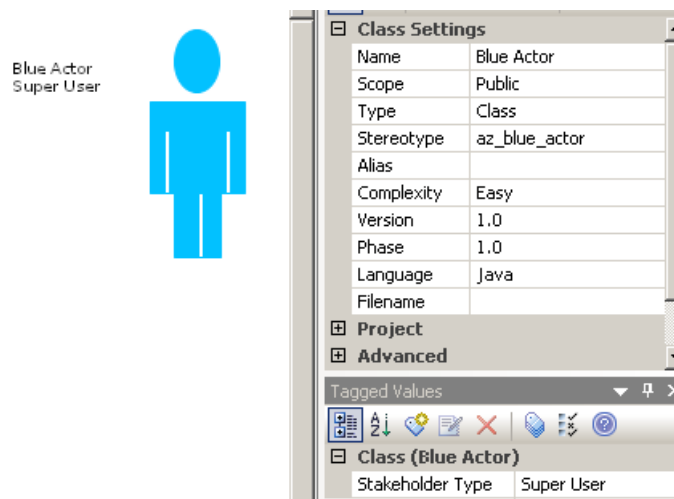 Blue Actor
Super User
Class Settings
Name Blue Actor
Scope Public
Type Class
Stereotype az_blue_actor
Alias
Complexity Easy
Version 1.0
Phase 1.0
Language Java
Filename
Project
Advanced
Tagged Values
Class (Blue Actor)
Stakeholder Type Super User